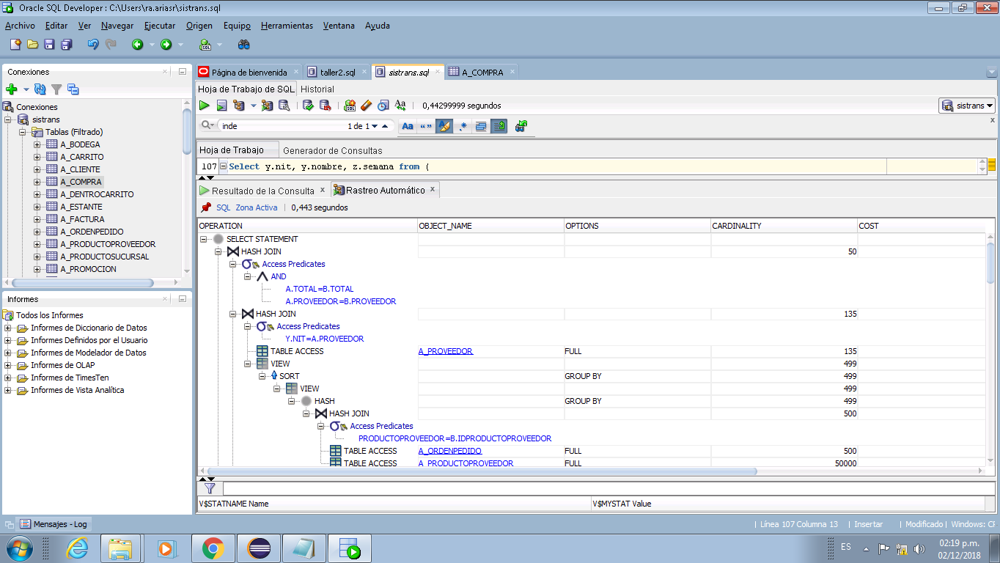 Oracle SQL Developer : C:\Users\ra.ariasr\sistrans.sql
Archivo Editar Ver Navegar Ejecutar Origen Equipo Herramientas Ventana Ayuda
Conexiones
Conexiones
sistrans
Tablas (Filtrado)
A_BODEGA
A_CARRITO
A_CLIENTE
A_COMPRA
A_DENTROCARRITO
A_ESTANTE
A_FACTURA
A_ORDENPEDIDO
A_PRODUCTOPROVEEDOR
A_PRODUCTOSUCURSAL
A_PROMOCION
Informes
Todos los Informes
Informes de Diccionario de Datos
Informes Definidos por el Usuario
Informes de Modelador de Datos
Informes de OLAP
Informes de TimesTen
Informes de Vista Analítica
Página de bienvenida taller2.sql sistrans.sql A_COMPRA
Hoja de Trabajo de SQL Historial
0,44299999 segundos sistrans
inde 1 de 1 Aa
Hoja de Trabajo Generador de Consultas
107 Select y.nit, y.nombre, z.semana from (
Resultado de la Consulta Rastreo Automático
SQL Zona Activa 0,443 segundos
OPERATION OBJECT_NAME OPTIONS CARDINALITY COST
SELECT STATEMENT
HASH JOIN 50
Access Predicates
AND
A.TOTAL=B.TOTAL
A.PROVEEDOR=B.PROVEEDOR
HASH JOIN 135
Access Predicates
Y.NIT=A.PROVEEDOR
TABLE ACCESS A_PROVEEDOR FULL 135
VIEW 499
SORT GROUP BY 499
VIEW 499
HASH GROUP BY 499
HASH JOIN 500
Access Predicates
PRODUCTOPROVEEDOR=B.IDPRODUCTOPROVEEDOR
TABLE ACCESS A_ORDENPEDIDO FULL 500
TABLE ACCESS A_PRODUCTOPROVEEDOR FULL 50000
V$STATNAME Name V$MYSTAT Value
Mensajes - Log
Línea 107 Columna 13 | Insertar | Modificado | Windows:
ES
02:19 p.m.
02/12/2018